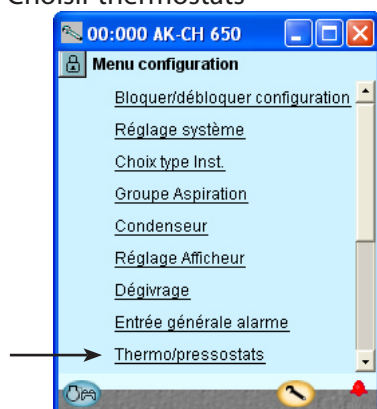 Choisir thermostats
00:000 AK-CH 650
Menu configuration
Bloquer/débloquer configuration
Réglage système
Choix type Inst.
Groupe Aspiration
Condenseur
Réglage Afficheur
Dégivrage
Entrée générale alarme
Thermo/pressostats